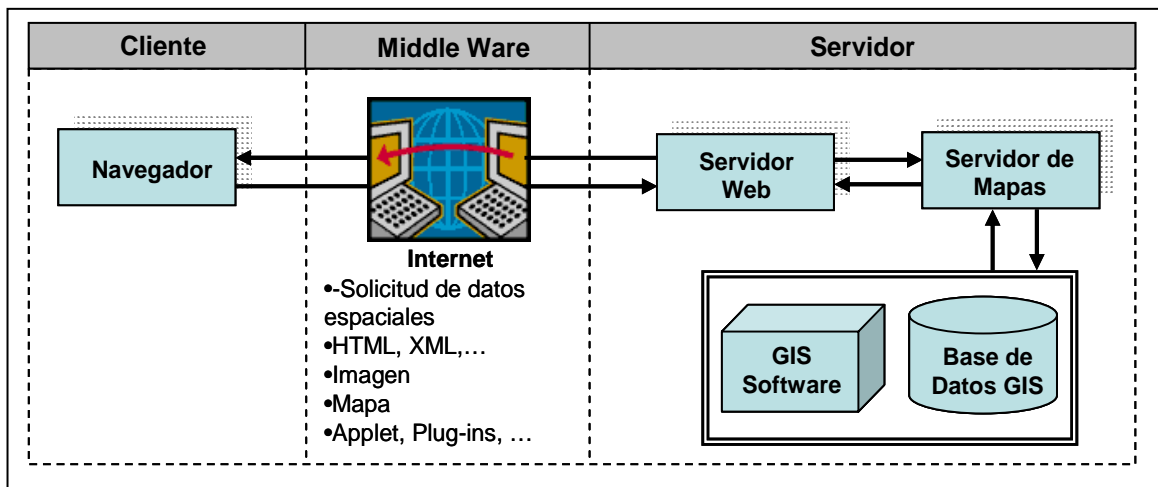 Cliente
Middle Ware
Servidor
Navegador
Internet
•-Solicitud de datos
espaciales
•HTML, XML,…
•Imagen
•Mapa
•Applet, Plug-ins, …
Servidor
Web
Servidor de
Mapas
GIS
Software
Base de
Datos GIS